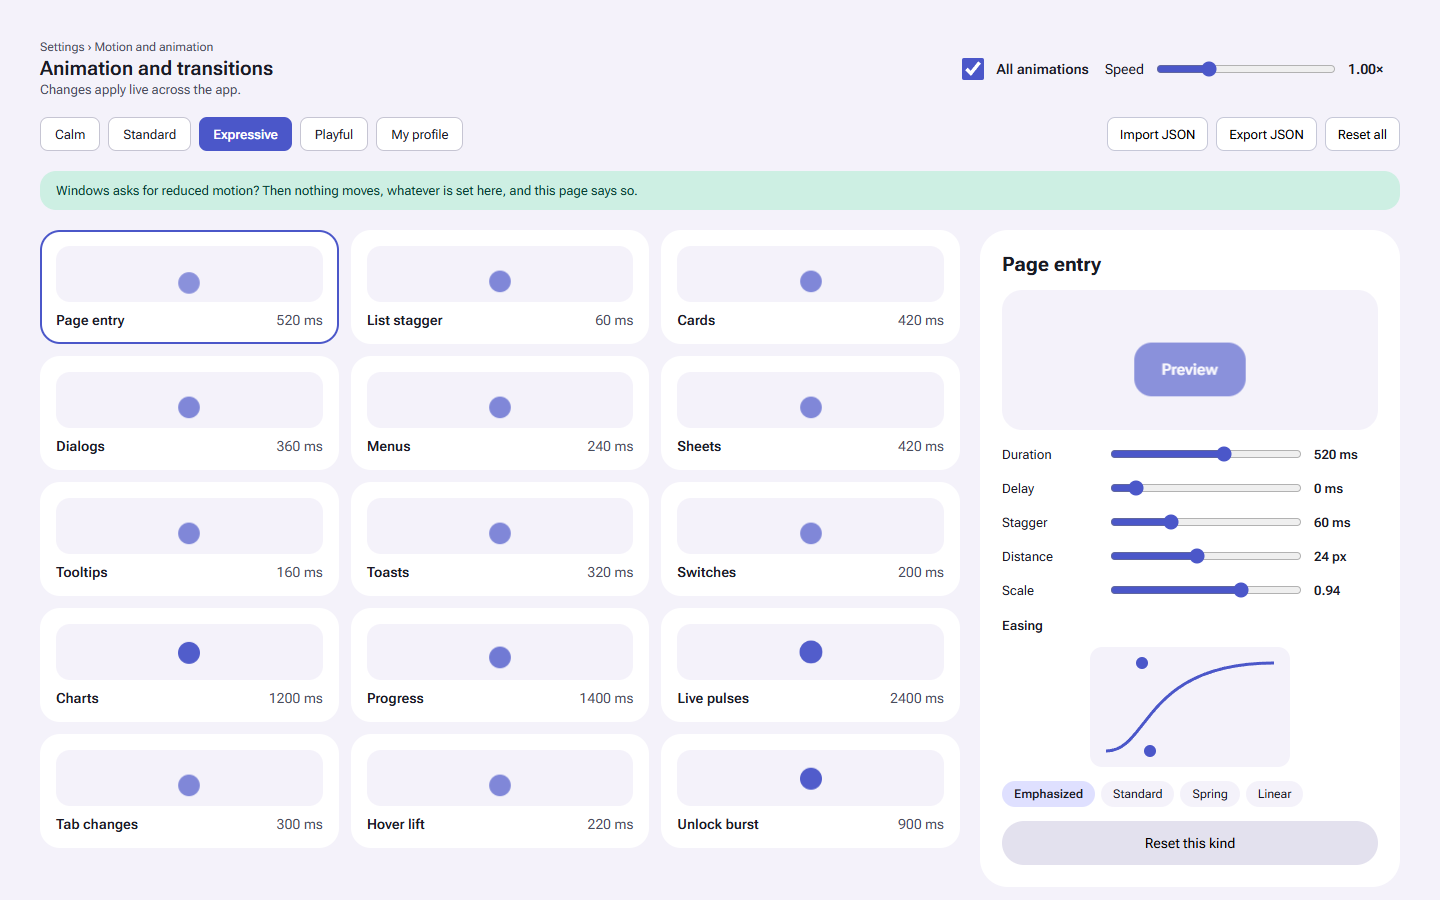 Settings › Motion and animation
Animation and transitions
Changes apply live across the app.
All animations Speed 1.00×
Calm Standard Expressive Playful My profile Import JSON Export JSON Reset all
Windows asks for reduced motion? Then nothing moves, whatever is set here, and this page says so.
Page entry 520 ms
List stagger 60 ms
Cards 420 ms
Dialogs 360 ms
Menus 240 ms
Sheets 420 ms
Tooltips 160 ms
Toasts 320 ms
Switches 200 ms
Charts 1200 ms
Progress 1400 ms
Live pulses 2400 ms
Tab changes 300 ms
Hover lift 220 ms
Unlock burst 900 ms
Page entry
Preview
Duration 520 ms
Delay 0 ms
Stagger 60 ms
Distance 24 px
Scale 0.94
Easing
Emphasized Standard Spring Linear
Reset this kind